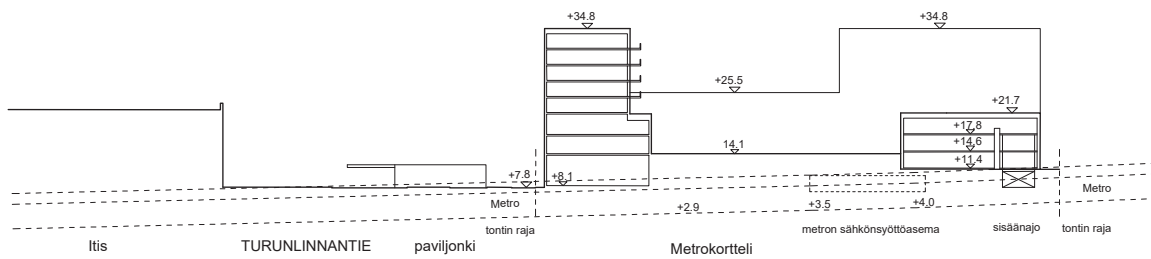 +34.8
+34.8
+25.5
+21.7
+17.8
14.1
+14.6
+11.4
+7.8
+8.1
Metro
Metro
+2.9
+3.5
+4.0
tontin raja
metron sähkönsyöttöasema
sisäänajo
tontin raja
Itis
TURUNLINNANTIE
paviljonki
Metrokortteli